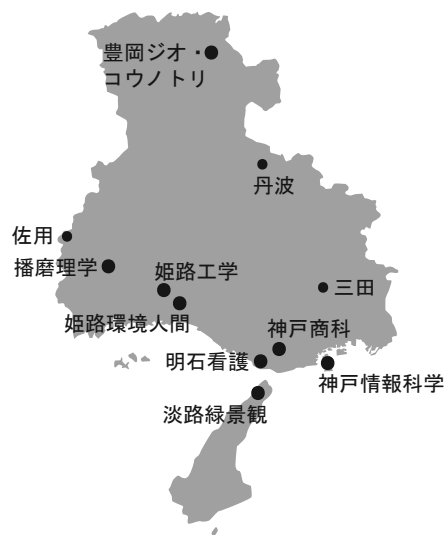 豊岡ジオ・
コウノトリ
丹波
佐用
播磨理学
姫路工学
三田
姫路環境人間
神戸商科
明石看護
神戸情報科学
淡路緑景観